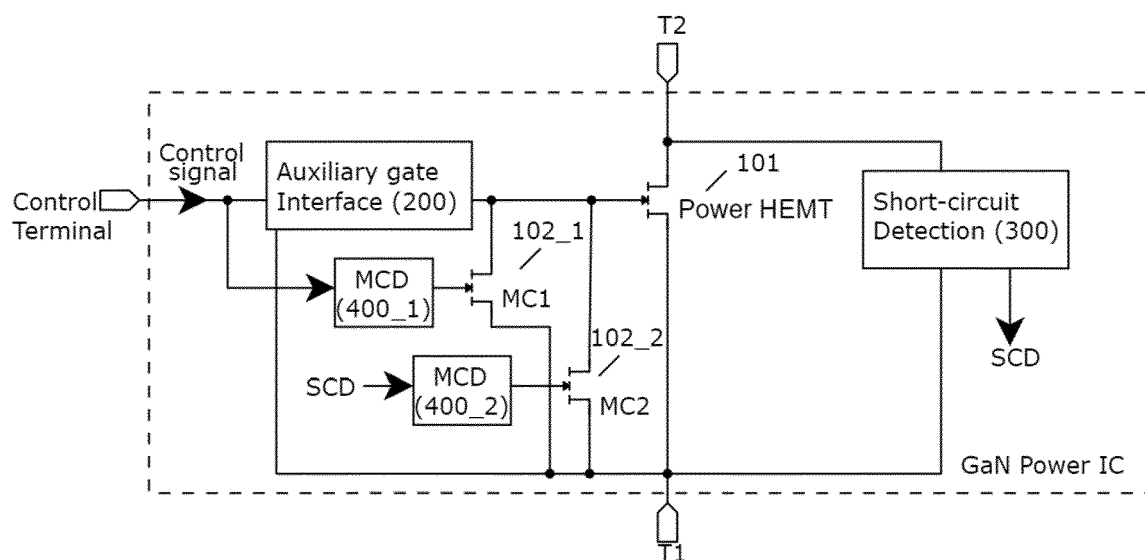 T2
Control
signal
Auxiliary gate
Interface (200)
101
Power HEMT
Short-circuit
Detection (300)
Control
Terminal
102_1
MCD
(400_1)
MC1
102_2
SCD
SCD
MCD
(400_2)
MC2
GaN Power IC
T1